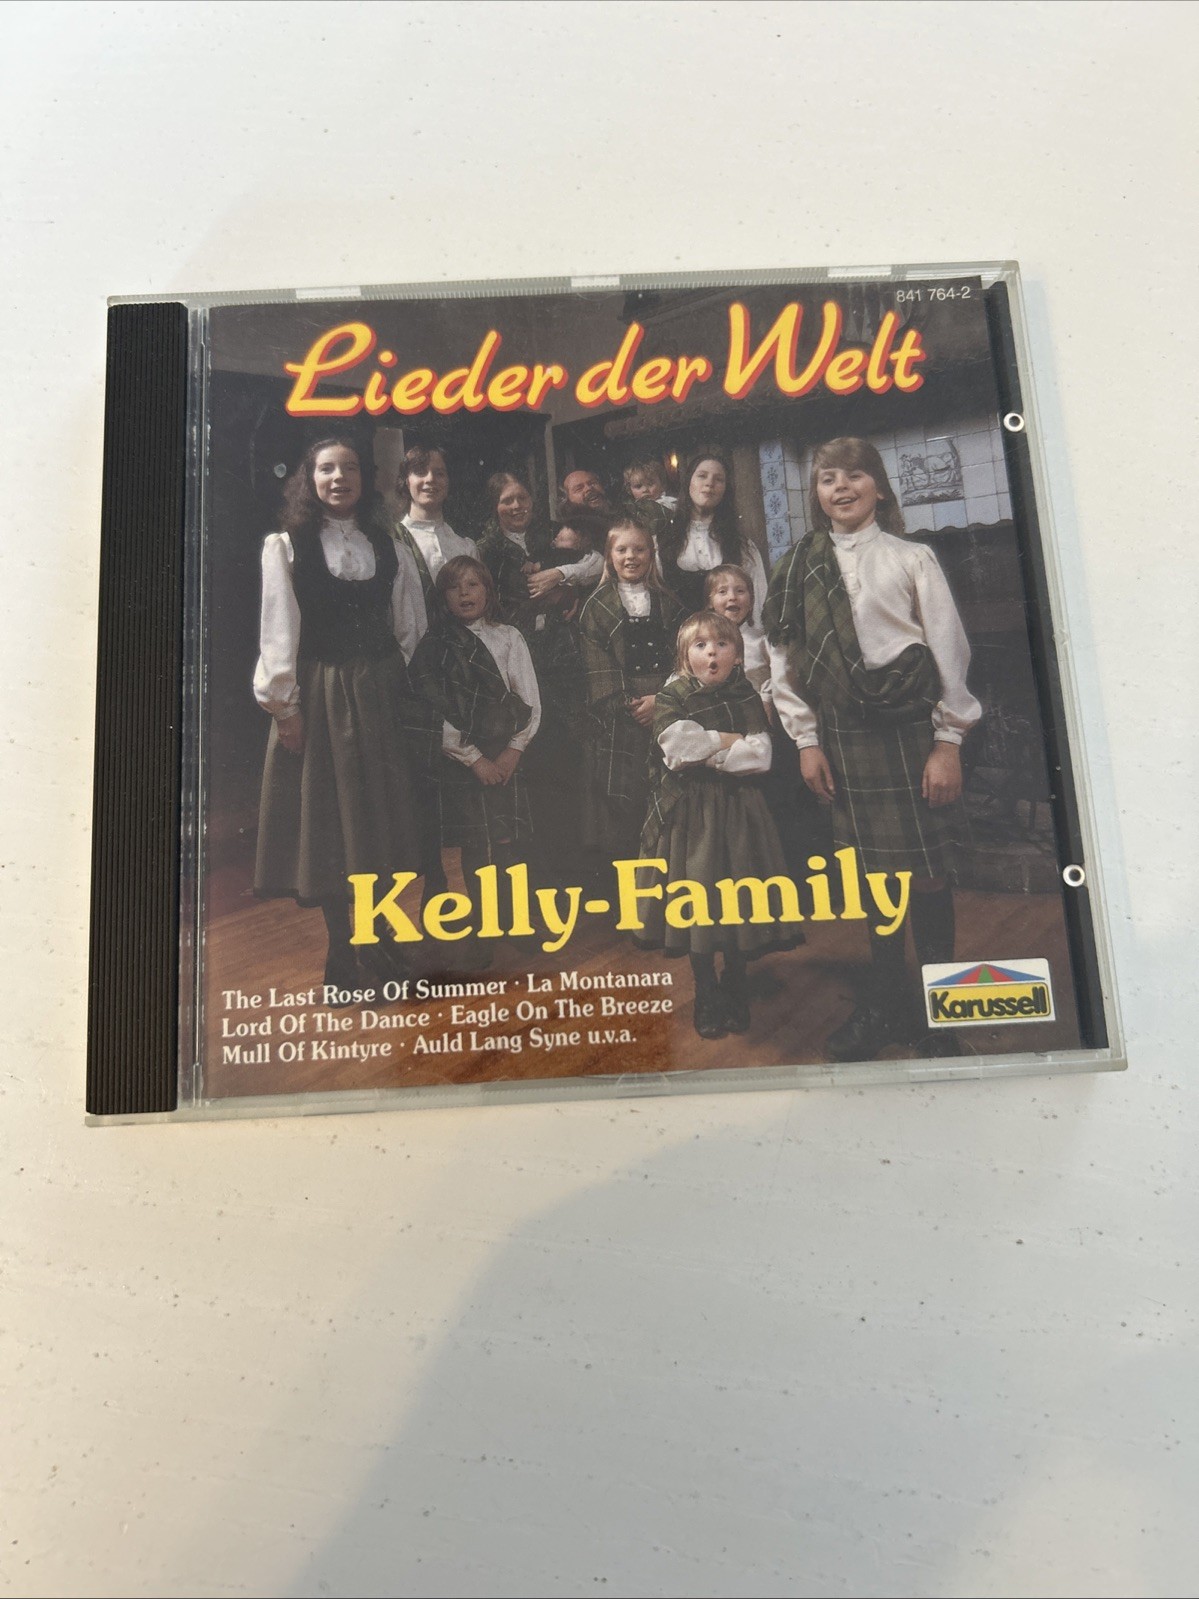 841 764-2
Lieder der Welt
Kelly-Family
The Last Rose Of Summer · La Montanara
Lord Of The Dance · Eagle On The Breeze
Mull Of Kintyre · Auld Lang Syne u.v.a.
Karussell